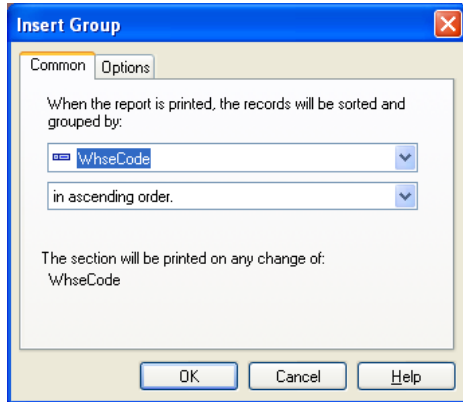 Insert Group
Common Options
When the report is printed, the records will be sorted and
grouped by:
WhseCode
in ascending order.
The section will be printed on any change of:
WhseCode
OK Cancel Help